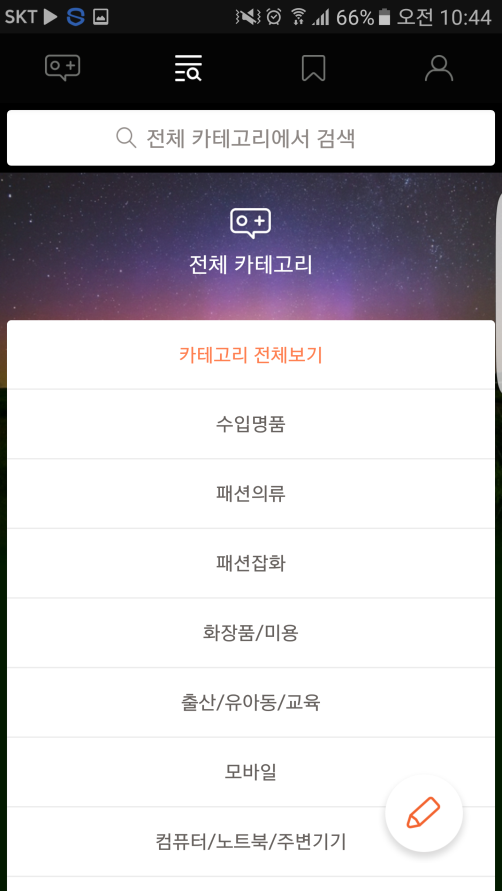 SKT 66% 오전 10:44
전체 카테고리에서 검색
전체 카테고리
카테고리 전체보기
수입명품
패션의류
패션잡화
화장품/미용
출산/유아동/교육
모바일
컴퓨터/노트북/주변기기